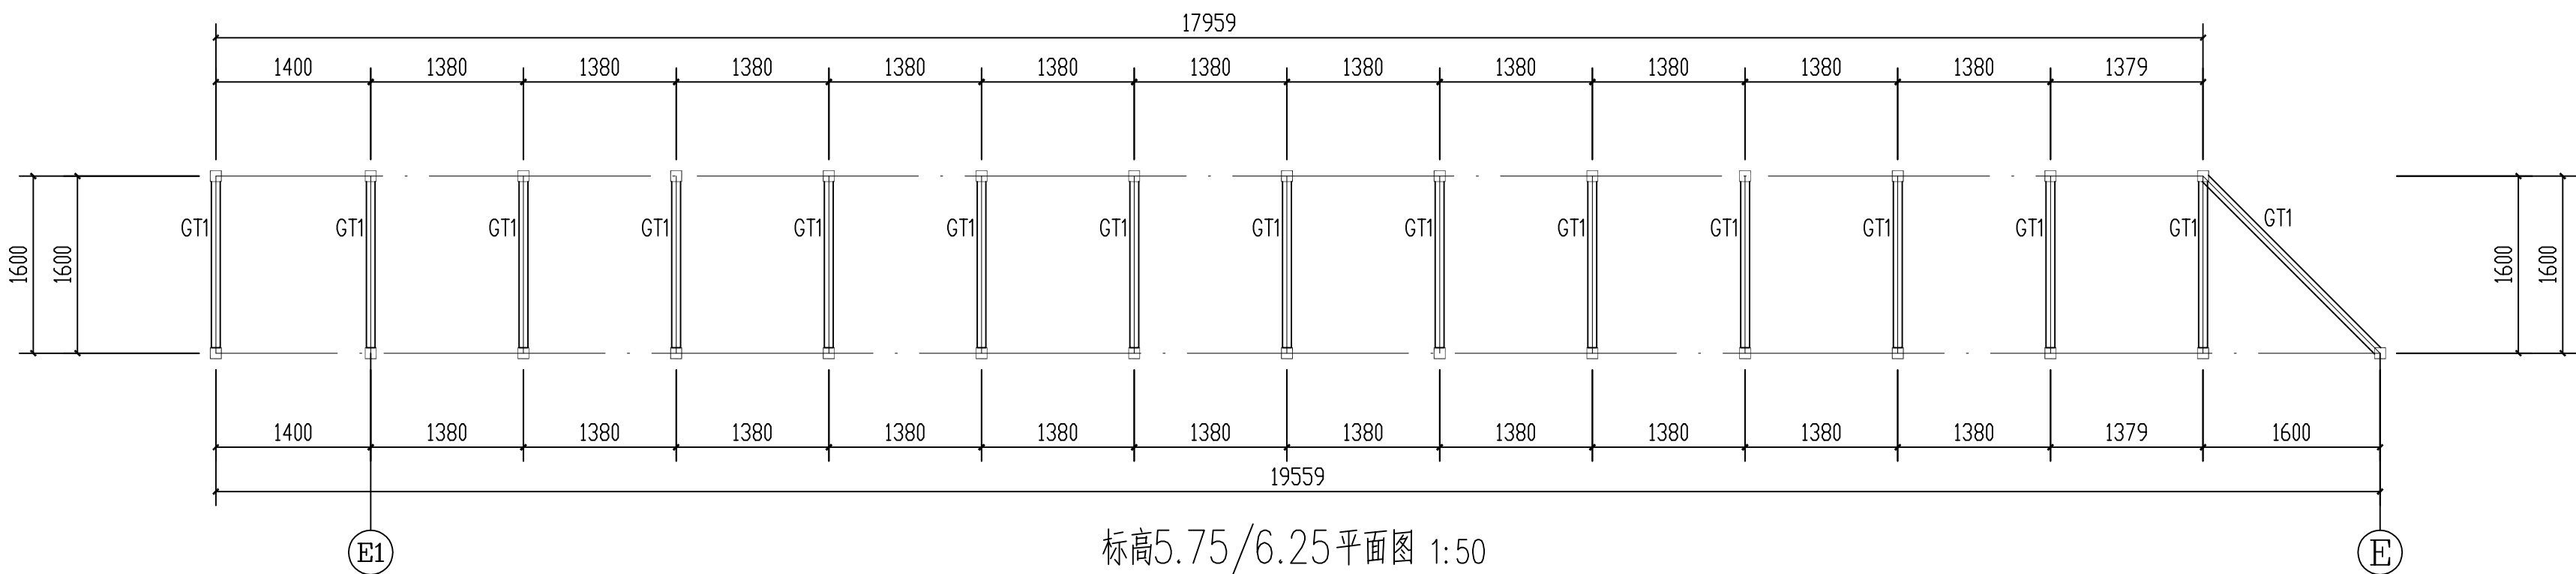 17959
1400 1380 1380 1380 1380 1380 1380 1380 1380 1380 1380 1380 1379
GT1 GT1 GT1 GT1 GT1 GT1 GT1 GT1 GT1 GT1 GT1 GT1 GT1 GT1 GT1
1600 1600 1600 1600
1400 1380 1380 1380 1380 1380 1380 1380 1380 1380 1380 1380 1379 1600
19559
E1 E
标高5.75/6.25平面图 1:50